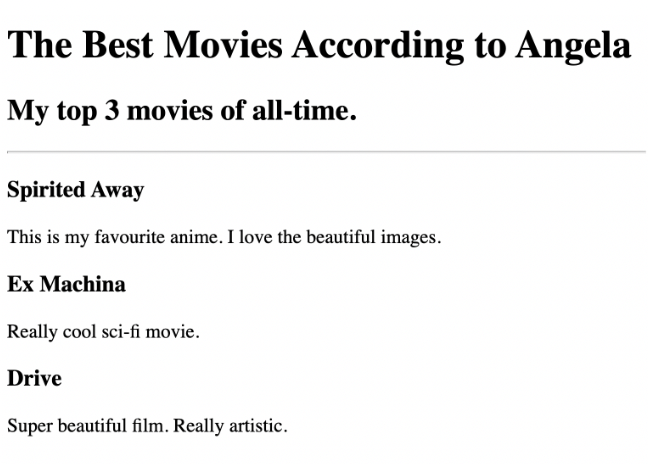 The Best Movies According to Angela
My top 3 movies of all-time.
Spirited Away
This is my favourite anime. I love the beautiful images.
Ex Machina
Really cool sci-fi movie.
Drive
Super beautiful film. Really artistic.